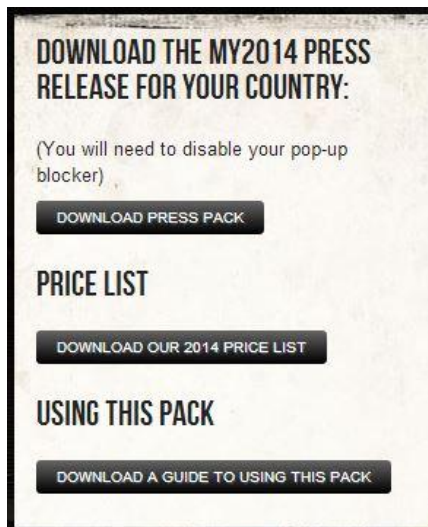 DOWNLOAD THE MY2014 PRESS
RELEASE FOR YOUR COUNTRY:
(You will need to disable your pop-up
blocker)
DOWNLOAD PRESS PACK
PRICE LIST
DOWNLOAD OUR 2014 PRICE LIST
USING THIS PACK
DOWNLOAD A GUIDE TO USING THIS PACK